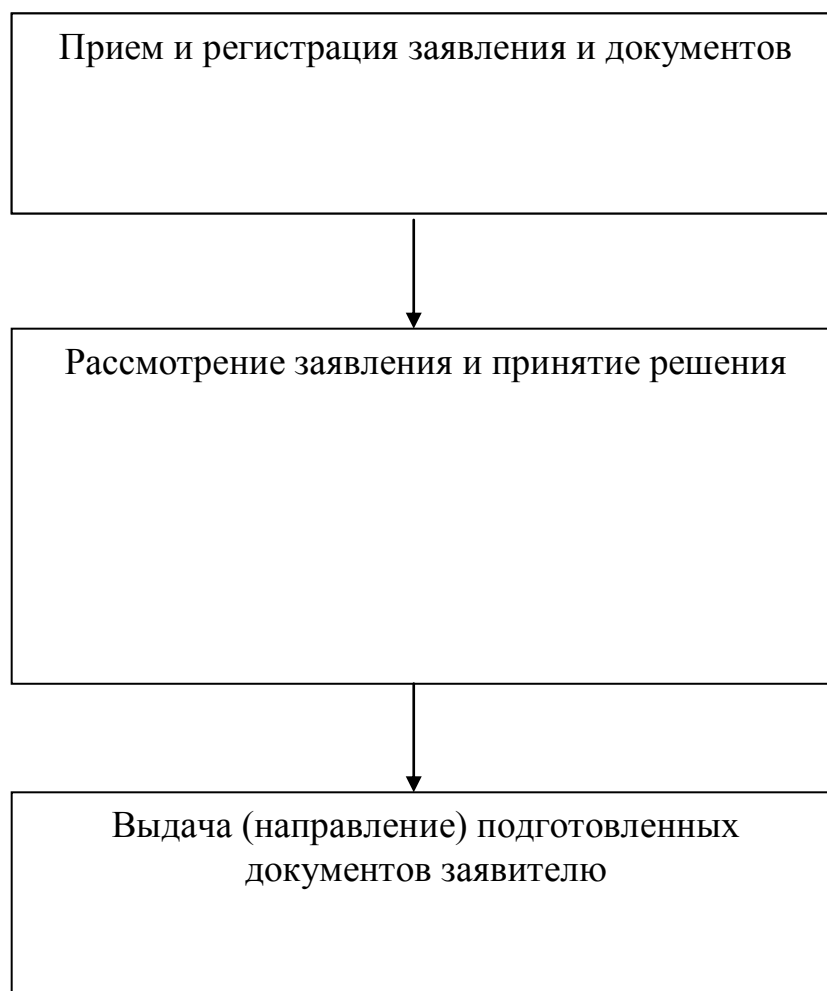 Прием и регистрация заявления и документов
Рассмотрение заявления и принятие решения
Выдача (направление) подготовленных
документов заявителю